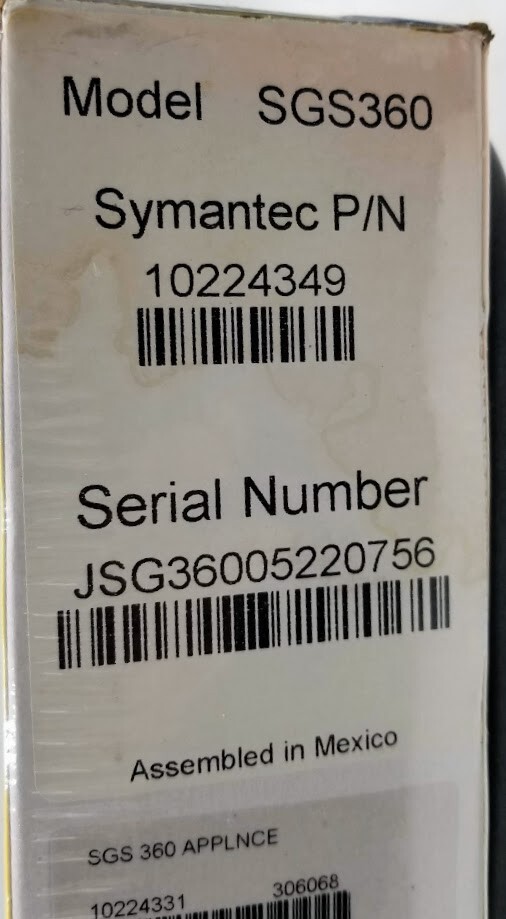 Model SGS360
Symantec P/N
10224349
Serial Number
JSG36005220756
Assembled in Mexico
SGS 360 APPLNCE
10224331 306068